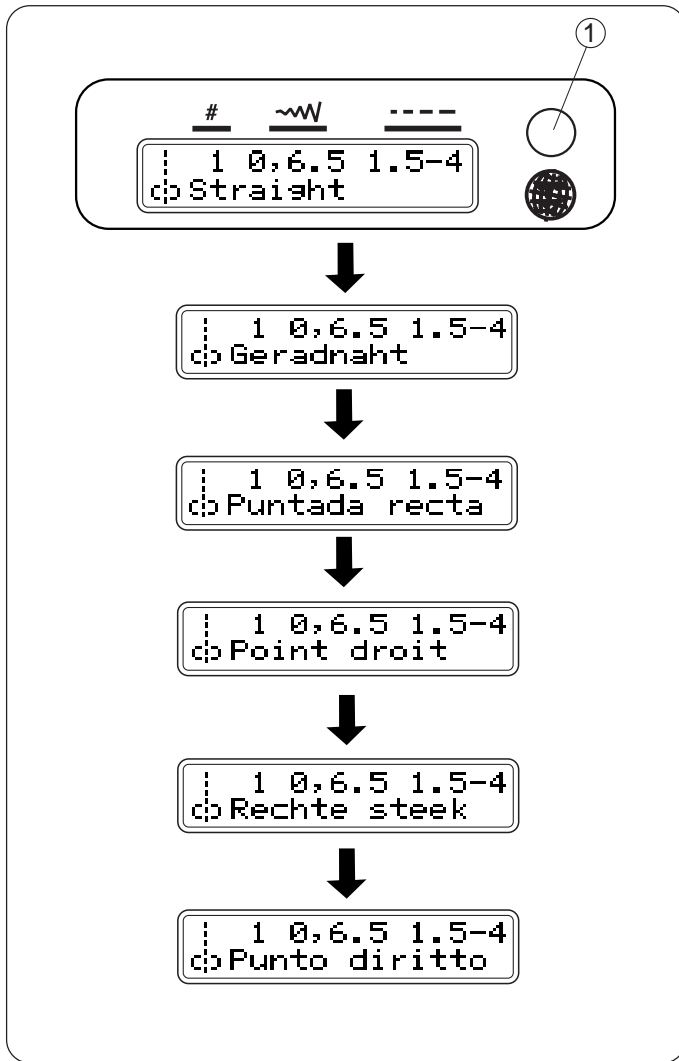 1
#
1 0,6.5 1.5-4
Straight
1 0,6.5 1.5-4
Geradnaht
1 0,6.5 1.5-4
Puntada recta
1 0,6.5 1.5-4
Point droit
1 0,6.5 1.5-4
Rechte steek
1 0,6.5 1.5-4
Punto diritto